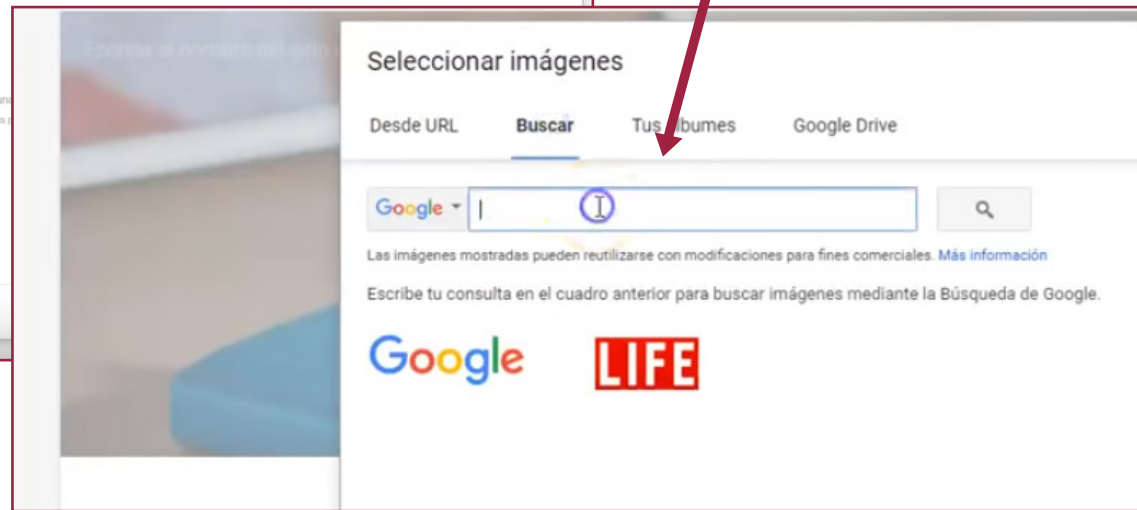 Seleccionar imágenes
Desde URL Buscar Tus álbumes Google Drive
Google
Las imágenes mostradas pueden reutilizarse con modificaciones para fines comerciales. Más información
Escribe tu consulta en el cuadro anterior para buscar imágenes mediante la Búsqueda de Google.
Google LIFE